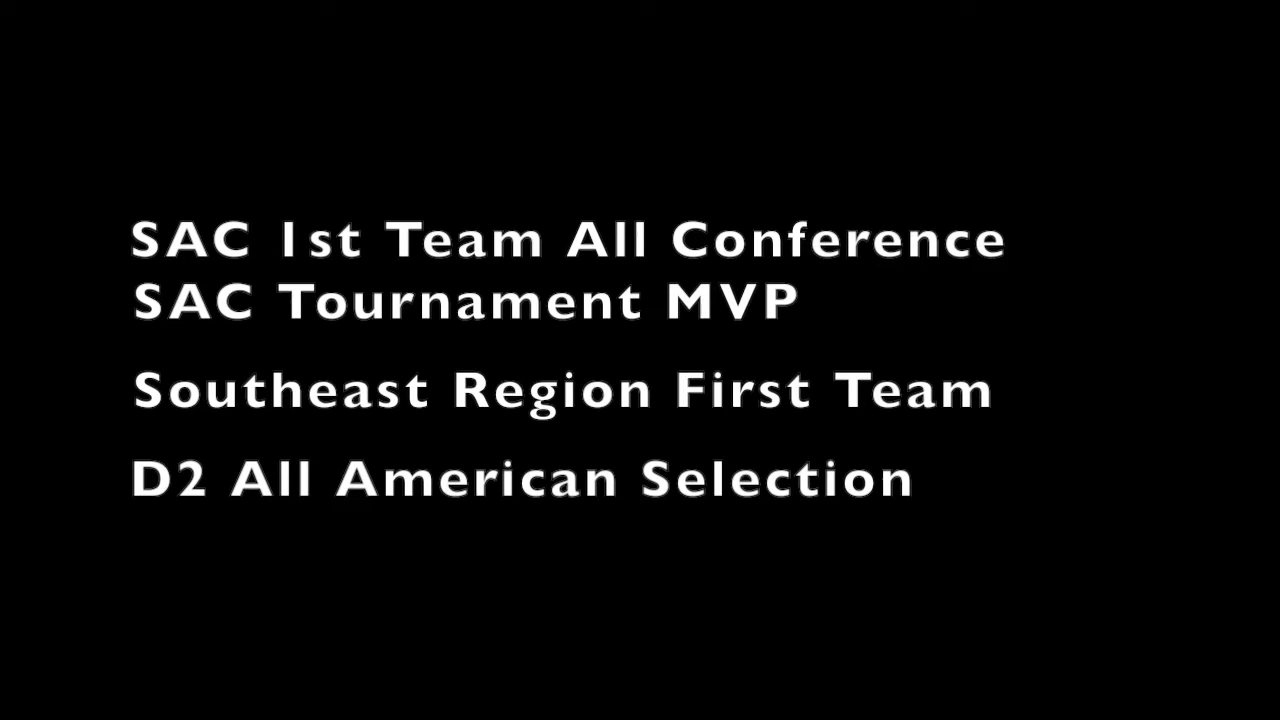 SAC 1st Team All Conference
SAC Tournament MVP
Southeast Region First Team
D2 All American Selection